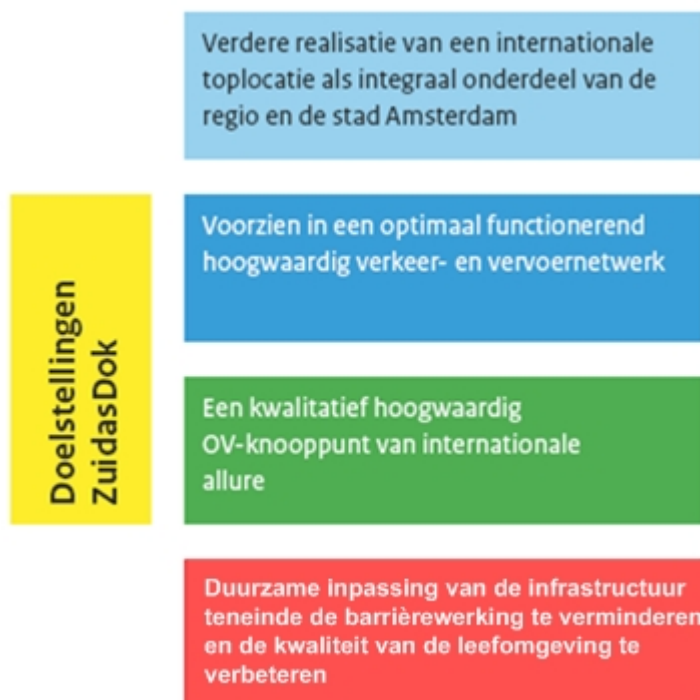 Verdere realisatie van een internationale
toplocatie als integraal onderdeel van de
regio en de stad Amsterdam
Doelstellingen
ZuidasDok
Voorzien in een optimaal functionerend
hoogwaardig verkeer- en vervoernetwerk
Een kwalitatief hoogwaardig
OV-knooppunt van internationale
allure
Duurzame inpassing van de infrastructuur
teneinde de barrièrewerking te verminderen
en de kwaliteit van de leefomgeving te
verbeteren